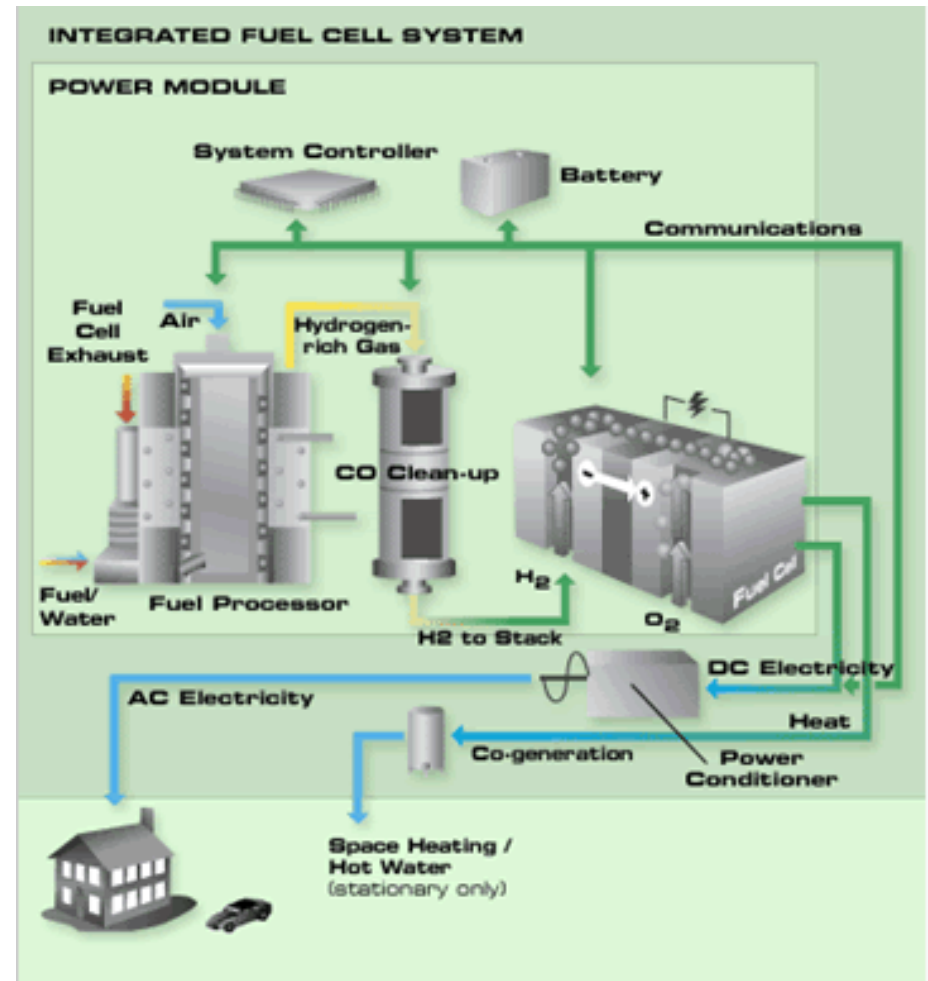 INTEGRATED FUEL CELL SYSTEM
POWER MODULE
System Controller
Battery
Communications
Fuel
Cell
Exhaust
Air
Hydrogen-
rich Gas
CO Clean-up
Fuel/
Water
Fuel Processor
H2 to Stack
H2
O2
Fuel Cell
DC Electricity
AC Electricity
Heat
Co-generation
Power
Conditioner
Space Heating /
Hot Water
(stationary only)